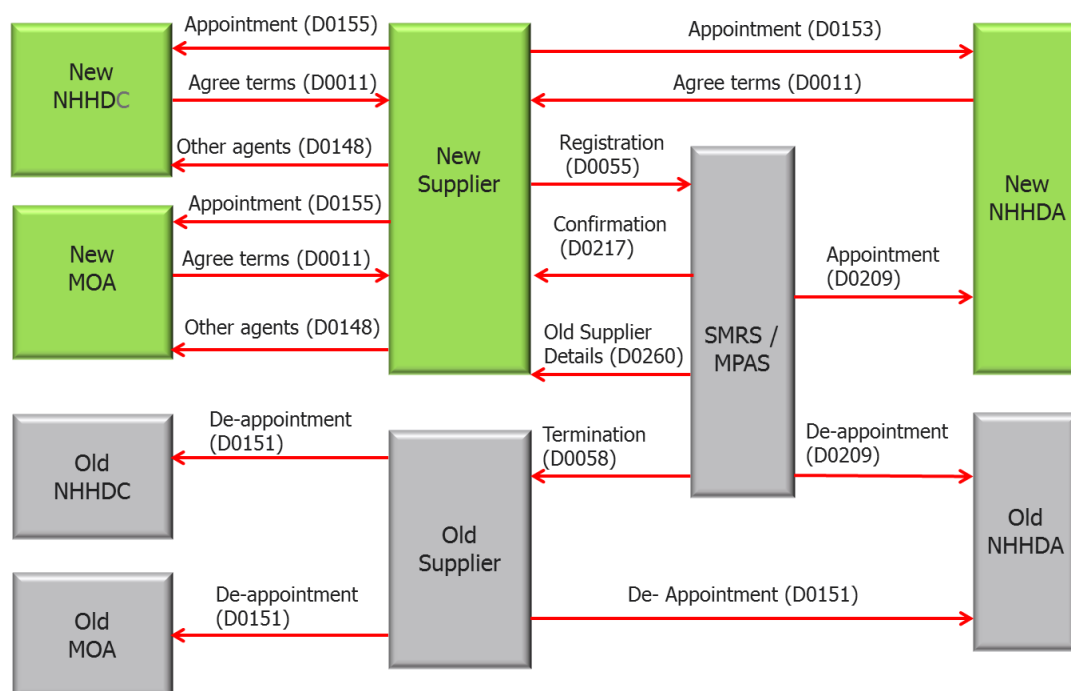 Appointment (D0155)
New
NHHDC
Agree terms (D0011)
Other agents (D0148)
Appointment (D0155)
New
MOA
Agree terms (D0011)
Other agents (D0148)
New
Supplier
Appointment (D0153)
Agree terms (D0011)
Registration
(D0055)
Confirmation
(D0217)
Old Supplier
Details (D0260)
SMRS /
MPAS
Appointment
(D0209)
New
NHHDA
De-appointment
(D0151)
Old
NHHDC
De-appointment
(D0151)
Old
MOA
Old
Supplier
Termination
(D0058)
De-appointment
(D0209)
De- Appointment (D0151)
Old
NHHDA